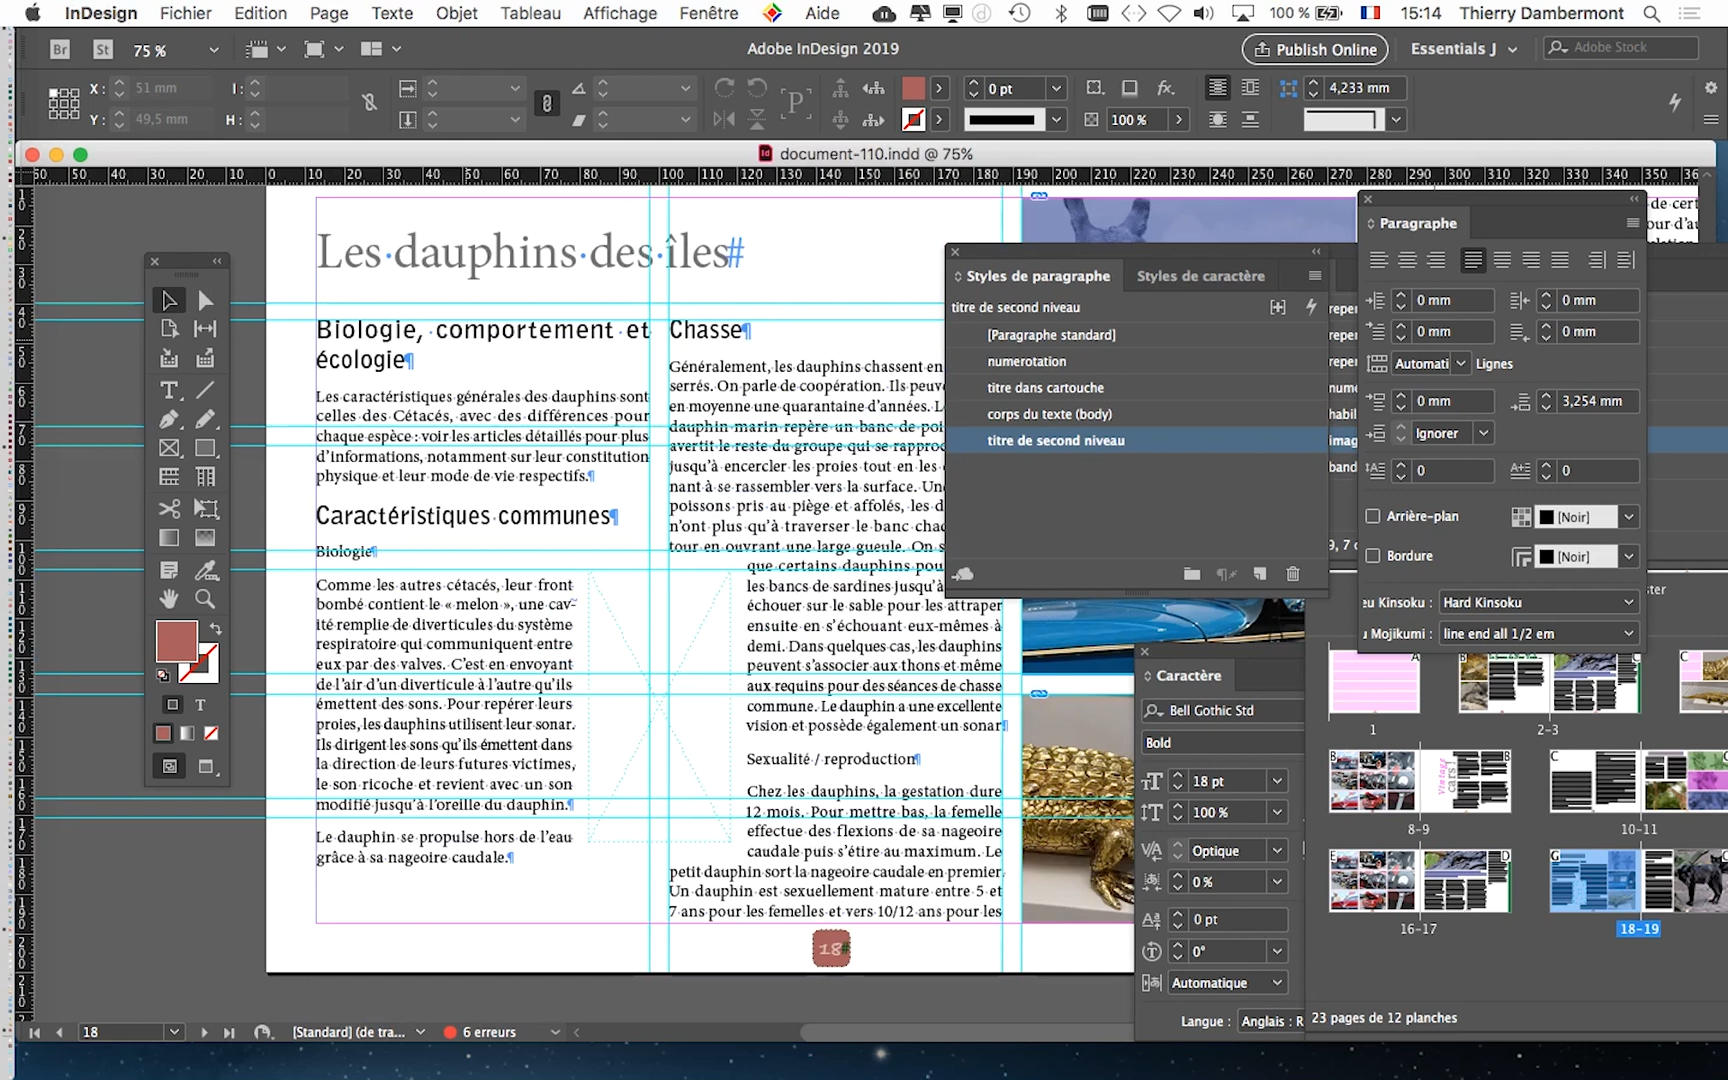 InDesign Fichier Edition Page Texte Objet Tableau Affichage Fenêtre Aide 100 % 15:14 Thierry Dambermont
Br St 75 % Adobe InDesign 2019 Publish Online Essentials J Adobe Stock
X : 51 mm I : 0 pt 4,233 mm
Y : 49,5 mm H : P 100 %
document-110.indd @ 75%
Les dauphins des îles#
Biologie, comportement et
écologie¶
Les caractéristiques générales des dauphins sont
celles des Cétacés, avec des différences pour
chaque espèce : voir les articles détaillés pour plus
d'informations, notamment sur leur constitution
physique et leur mode de vie respectifs.¶
Caractéristiques communes¶
Biologie¶
Comme les autres cétacés, leur front
bombé contient le « melon », une cav-
ité remplie de diverticules du système
respiratoire qui communiquent entre
eux par des valves. C'est en envoyant
de l'air d'un diverticule à l'autre qu'ils
émettent des sons. Pour repérer leurs
proies, les dauphins utilisent leur sonar.
Ils dirigent les sons qu'ils émettent dans
la direction de leurs futures victimes,
le son ricoche et revient avec un son
modifié jusqu'à l'oreille du dauphin.¶
Le dauphin se propulse hors de l'eau
grâce à sa nageoire caudale.¶
Chasse¶
Généralement, les dauphins chassent en
serrés. On parle de coopération. Ils peuv
en moyenne une quarantaine d'années. L
dauphin marin repère un banc de poi
avertit le reste du groupe qui se rapproc
jusqu'à encercler les proies tout en les
nant à se rassembler vers la surface. Un
poissons pris au piège et affolés, les d
n'ont plus qu'à traverser le banc chac
tour en ouvrant une large gueule. On s
que certains dauphins pou
les bancs de sardines jusqu'à
échouer sur le sable pour les attraper
ensuite en s'échouant eux-mêmes à
demi. Dans quelques cas, les dauphins
peuvent s'associer aux thons et même
aux requins pour des séances de chasse
commune. Le dauphin a une excellente
vision et possède également un sonar¶
Sexualité / reproduction¶
Chez les dauphins, la gestation dure
12 mois. Pour mettre bas, la femelle
effectue des flexions de sa nageoire
caudale puis s'étire au maximum. Le
petit dauphin sort la nageoire caudale en premier.
Un dauphin est sexuellement mature entre 5 et
7 ans pour les femelles et vers 10/12 ans pour les
18#
Styles de paragraphe Styles de caractère
titre de second niveau
[Paragraphe standard]
numerotation
titre dans cartouche
corps du texte (body)
titre de second niveau
Paragraphe
0 mm 0 mm
0 mm 0 mm
Automati Lignes
0 mm 3,254 mm
Ignorer
0 0
Arrière-plan [Noir]
Bordure [Noir]
eu Kinsoku : Hard Kinsoku
u Mojikumi : line end all 1/2 em
Caractère
Bell Gothic Std
Bold
18 pt
100 %
Optique
0 %
0 pt
0°
Automatique
Langue : Anglais : R
1 2-3
8-9 10-11
16-17 18-19
23 pages de 12 planches
18 [Standard] (de tra... 6 erreurs